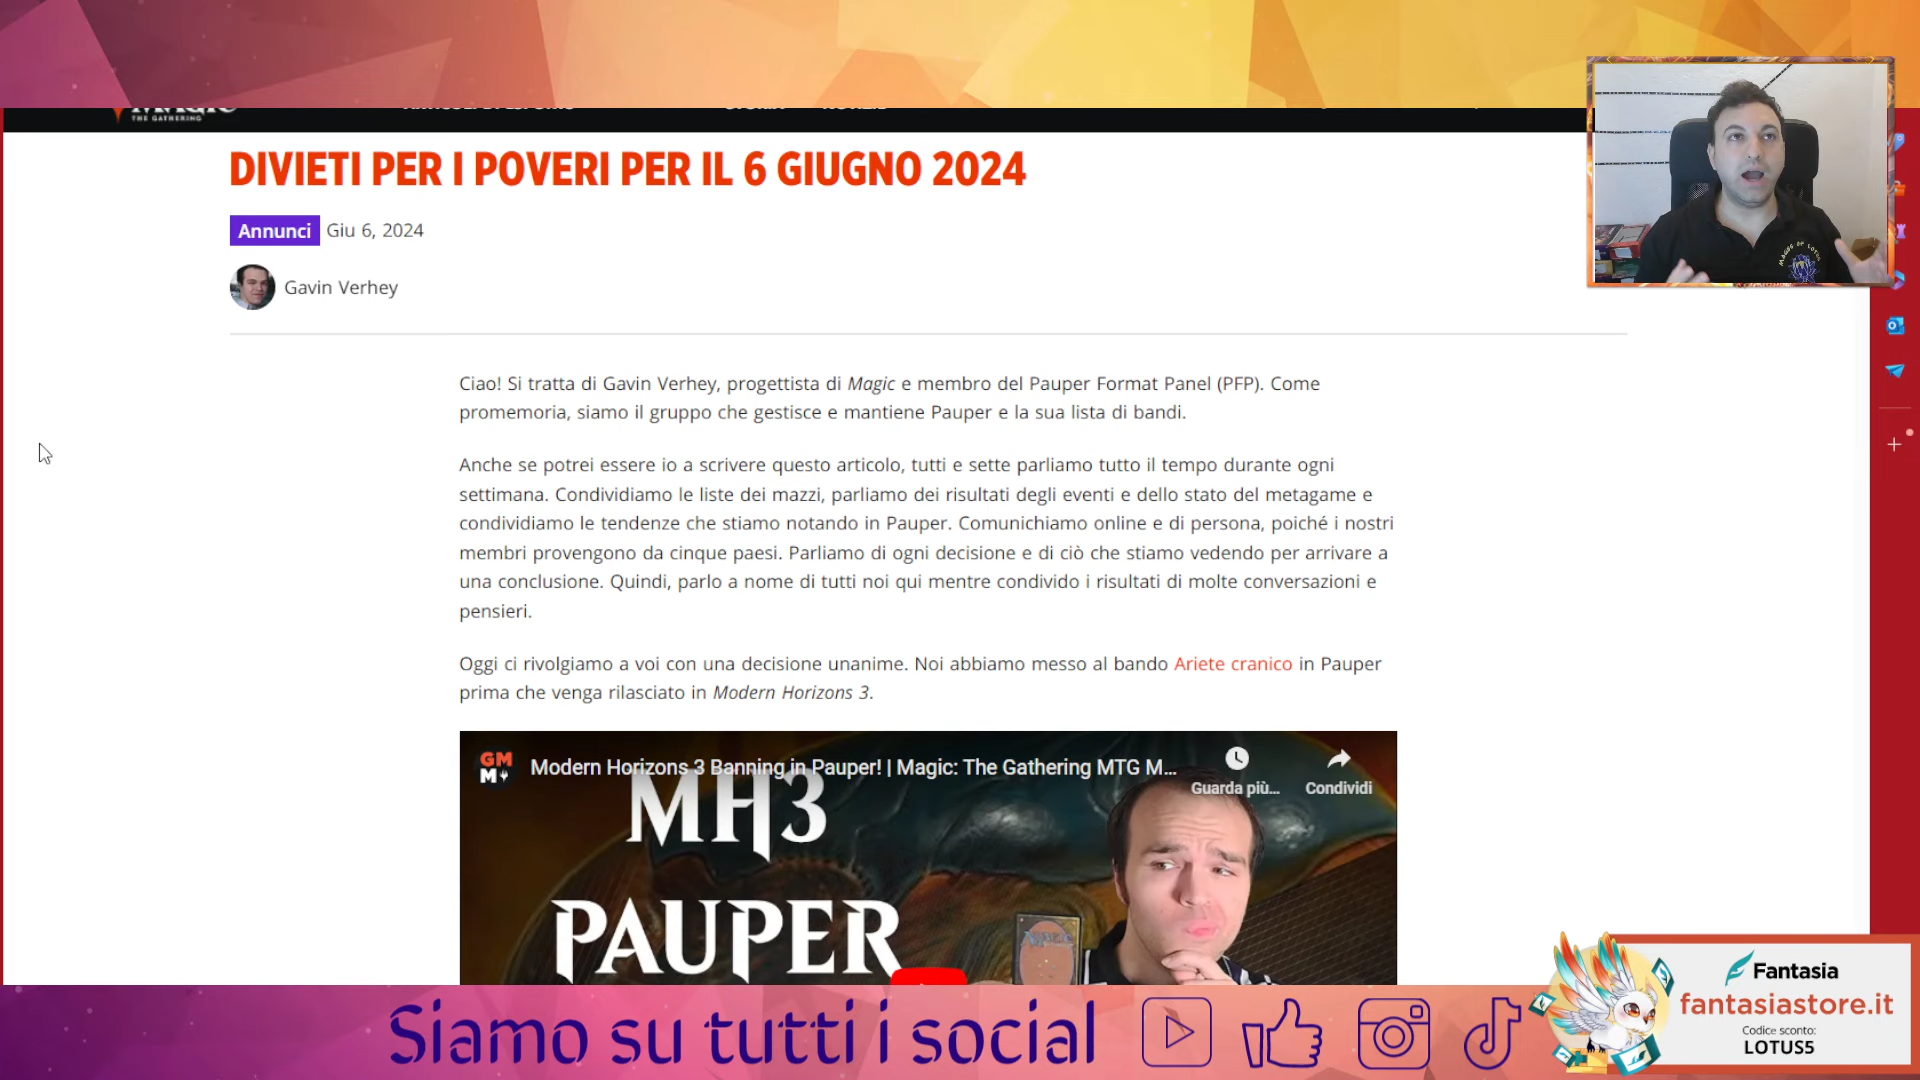 THE GATHERING
DIVIETI PER I POVERI PER IL 6 GIUGNO 2024
Annunci Giu 6, 2024
Gavin Verhey
Ciao! Si tratta di Gavin Verhey, progettista di Magic e membro del Pauper Format Panel (PFP). Come
promemoria, siamo il gruppo che gestisce e mantiene Pauper e la sua lista di bandi.
Anche se potrei essere io a scrivere questo articolo, tutti e sette parliamo tutto il tempo durante ogni
settimana. Condividiamo le liste dei mazzi, parliamo dei risultati degli eventi e dello stato del metagame e
condividiamo le tendenze che stiamo notando in Pauper. Comunichiamo online e di persona, poiché i nostri
membri provengono da cinque paesi. Parliamo di ogni decisione e di ciò che stiamo vedendo per arrivare a
una conclusione. Quindi, parlo a nome di tutti noi qui mentre condivido i risultati di molte conversazioni e
pensieri.
Oggi ci rivolgiamo a voi con una decisione unanime. Noi abbiamo messo al bando Ariete cranico in Pauper
prima che venga rilasciato in Modern Horizons 3.
GM
M
Modern Horizons 3 Banning in Pauper! | Magic: The Gathering MTG M...
Guarda più...
Condividi
MH3
PAUPER
MAGES OF LOTUS
Siamo su tutti i social
Fantasia
fantasiastore.it
Codice sconto:
LOTUS5